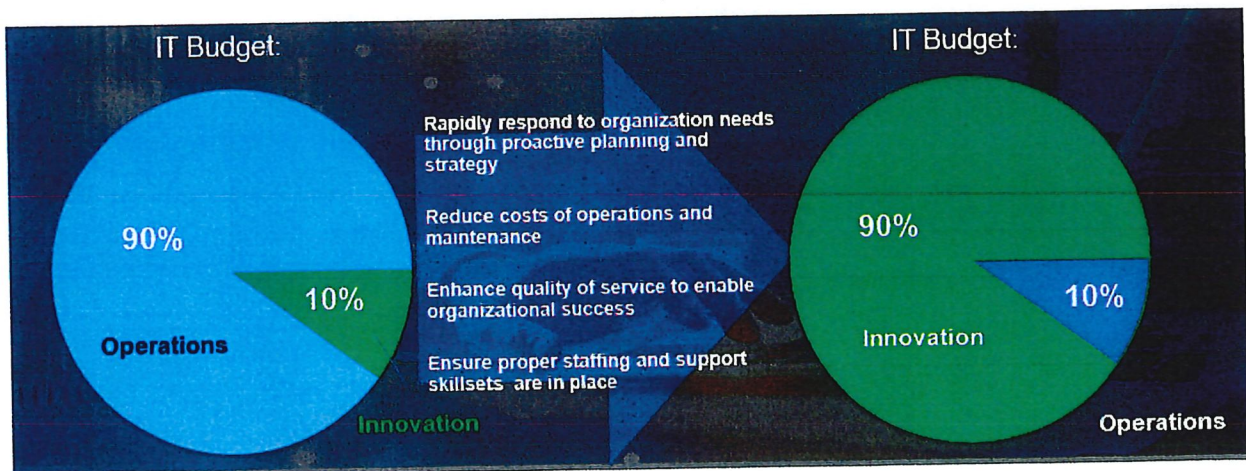 IT Budget:
90%
10%
Operations
Innovation
Rapidly respond to organization needs
through proactive planning and
strategy
Reduce costs of operations and
maintenance
Enhance quality of service to enable
organizational success
Ensure proper staffing and support
skillsets are in place
IT Budget:
90%
10%
Innovation
Operations